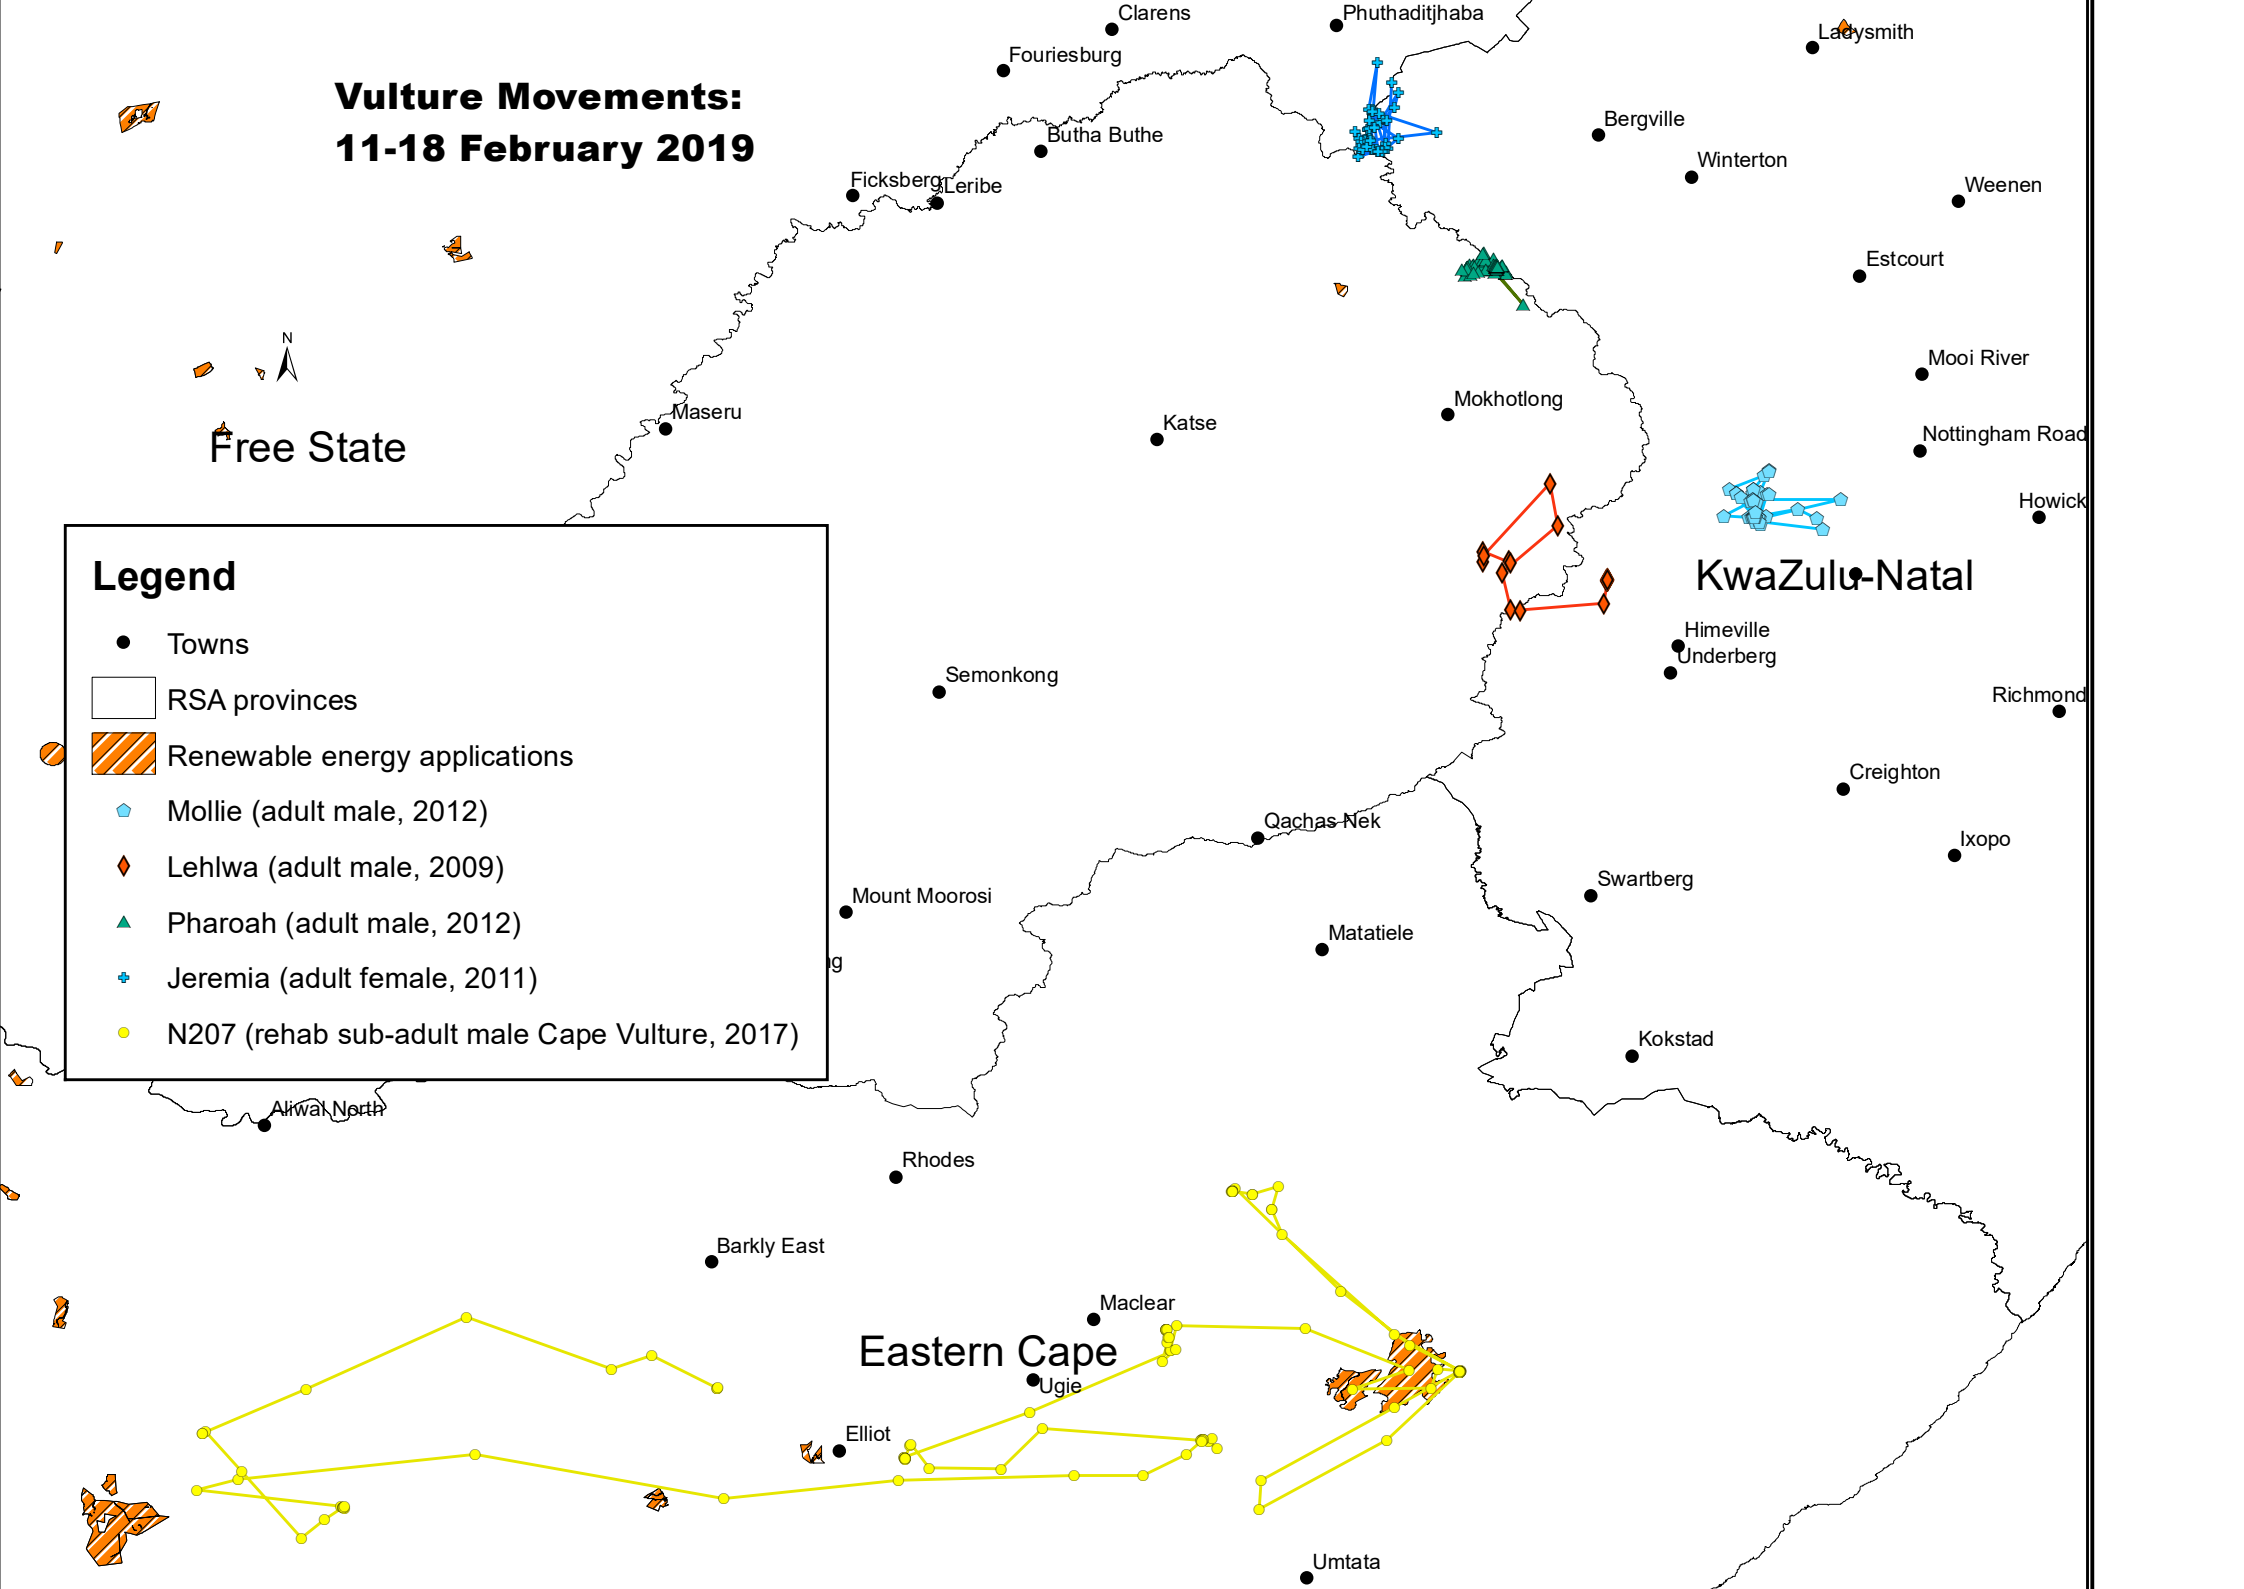 Clarens
Phuthaditjhaba
Ladysmith
Fouriesburg
Vulture Movements:
11-18 February 2019
Butha Buthe
Bergville
Winterton
Ficksberg
Leribe
Weenen
Estcourt
N
Mooi River
Mokhotlong
Maseru
Katse
Free State
Nottingham Road
Howick
KwaZulu-Natal
Himeville
Underberg
Semonkong
Richmond
Creighton
Qachas Nek
Ixopo
Swartberg
Mount Moorosi
Matatiele
ng
Kokstad
Legend
Towns
RSA provinces
Renewable energy applications
Mollie (adult male, 2012)
Lehlwa (adult male, 2009)
Pharoah (adult male, 2012)
Jeremia (adult female, 2011)
N207 (rehab sub-adult male Cape Vulture, 2017)
Aliwal North
Rhodes
Barkly East
Maclear
Eastern Cape
Ugie
Elliot
Umtata